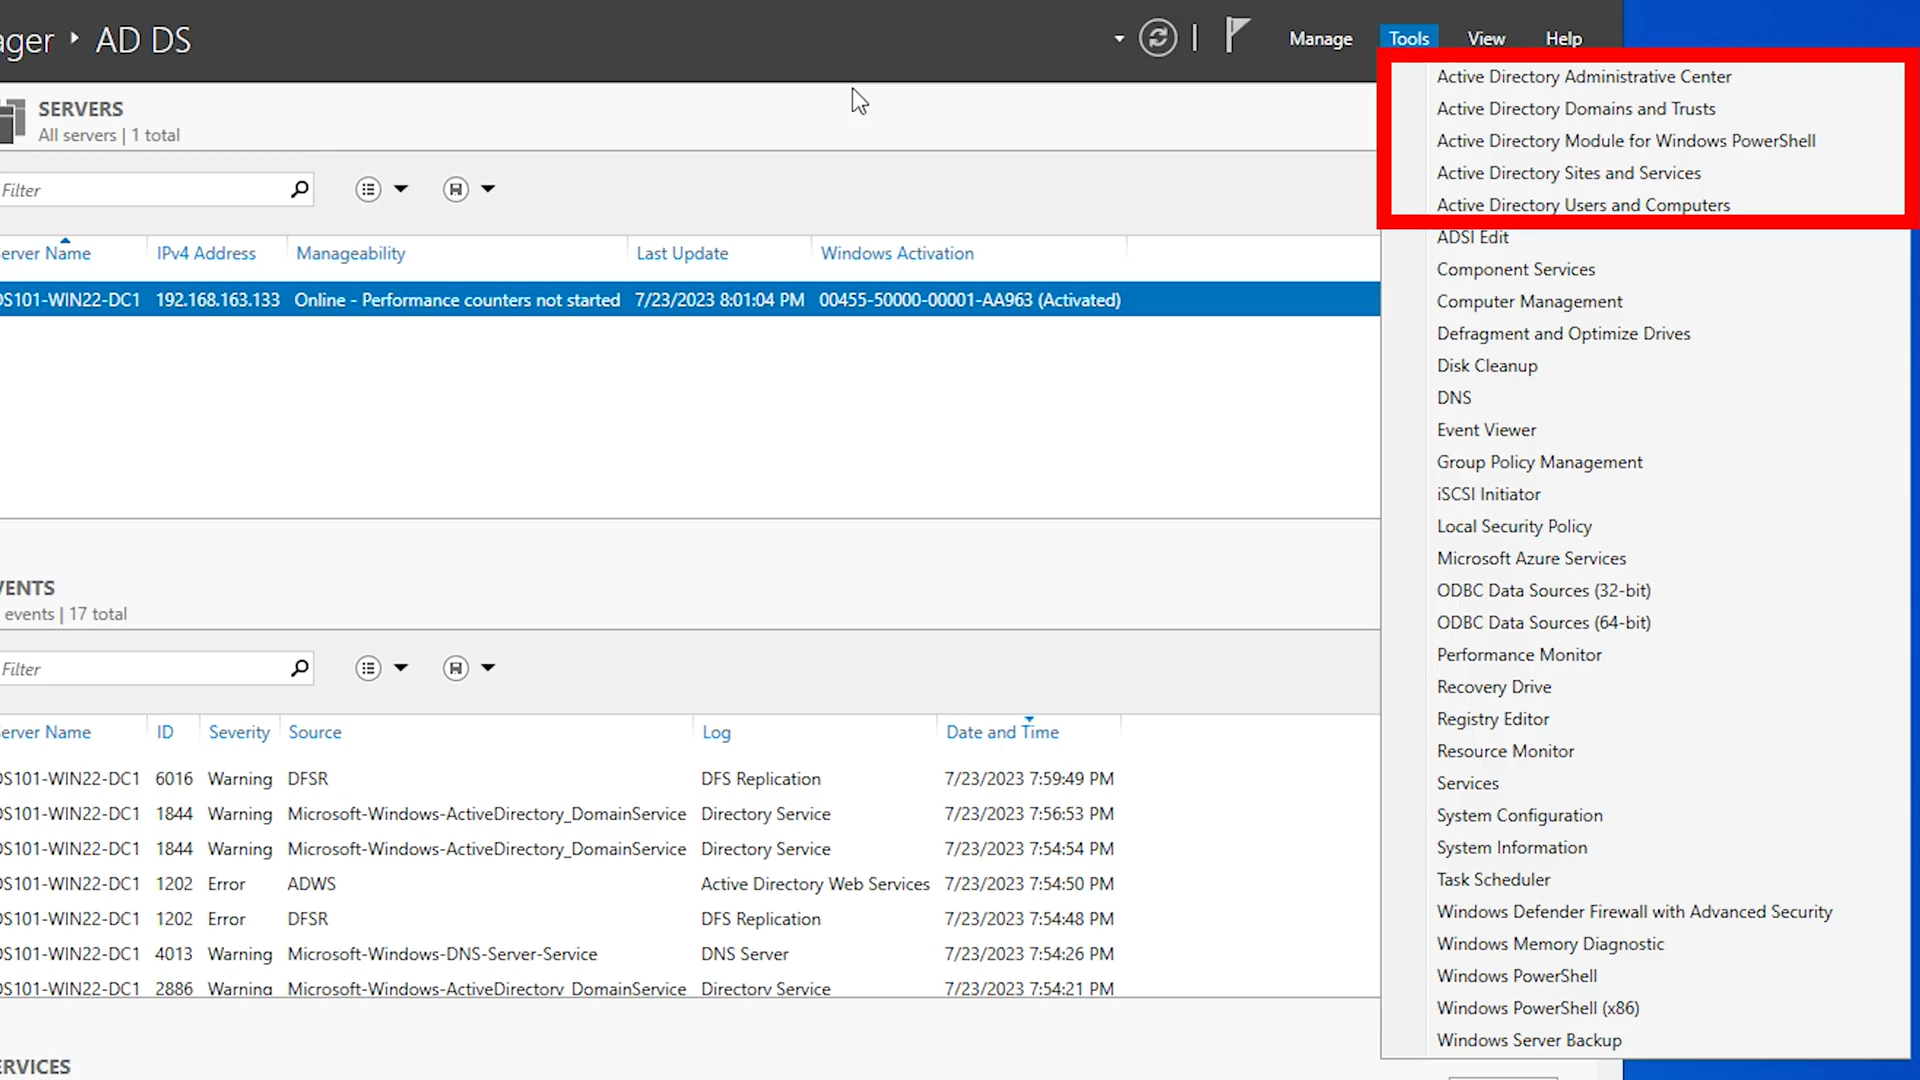 ager ▸ AD DS
Manage Tools View Help
SERVERS
All servers | 1 total
Filter
erver Name IPv4 Address Manageability Last Update Windows Activation
DS101-WIN22-DC1 192.168.163.133 Online - Performance counters not started 7/23/2023 8:01:04 PM 00455-50000-00001-AA963 (Activated)
VENTS
events | 17 total
Filter
erver Name ID Severity Source Log Date and Time
DS101-WIN22-DC1 6016 Warning DFSR DFS Replication 7/23/2023 7:59:49 PM
DS101-WIN22-DC1 1844 Warning Microsoft-Windows-ActiveDirectory_DomainService Directory Service 7/23/2023 7:56:53 PM
DS101-WIN22-DC1 1844 Warning Microsoft-Windows-ActiveDirectory_DomainService Directory Service 7/23/2023 7:54:54 PM
DS101-WIN22-DC1 1202 Error ADWS Active Directory Web Services 7/23/2023 7:54:50 PM
DS101-WIN22-DC1 1202 Error DFSR DFS Replication 7/23/2023 7:54:48 PM
DS101-WIN22-DC1 4013 Warning Microsoft-Windows-DNS-Server-Service DNS Server 7/23/2023 7:54:26 PM
DS101-WIN22-DC1 2886 Warning Microsoft-Windows-ActiveDirectory_DomainService Directory Service 7/23/2023 7:54:21 PM
ERVICES
Active Directory Administrative Center
Active Directory Domains and Trusts
Active Directory Module for Windows PowerShell
Active Directory Sites and Services
Active Directory Users and Computers
ADSI Edit
Component Services
Computer Management
Defragment and Optimize Drives
Disk Cleanup
DNS
Event Viewer
Group Policy Management
iSCSI Initiator
Local Security Policy
Microsoft Azure Services
ODBC Data Sources (32-bit)
ODBC Data Sources (64-bit)
Performance Monitor
Recovery Drive
Registry Editor
Resource Monitor
Services
System Configuration
System Information
Task Scheduler
Windows Defender Firewall with Advanced Security
Windows Memory Diagnostic
Windows PowerShell
Windows PowerShell (x86)
Windows Server Backup